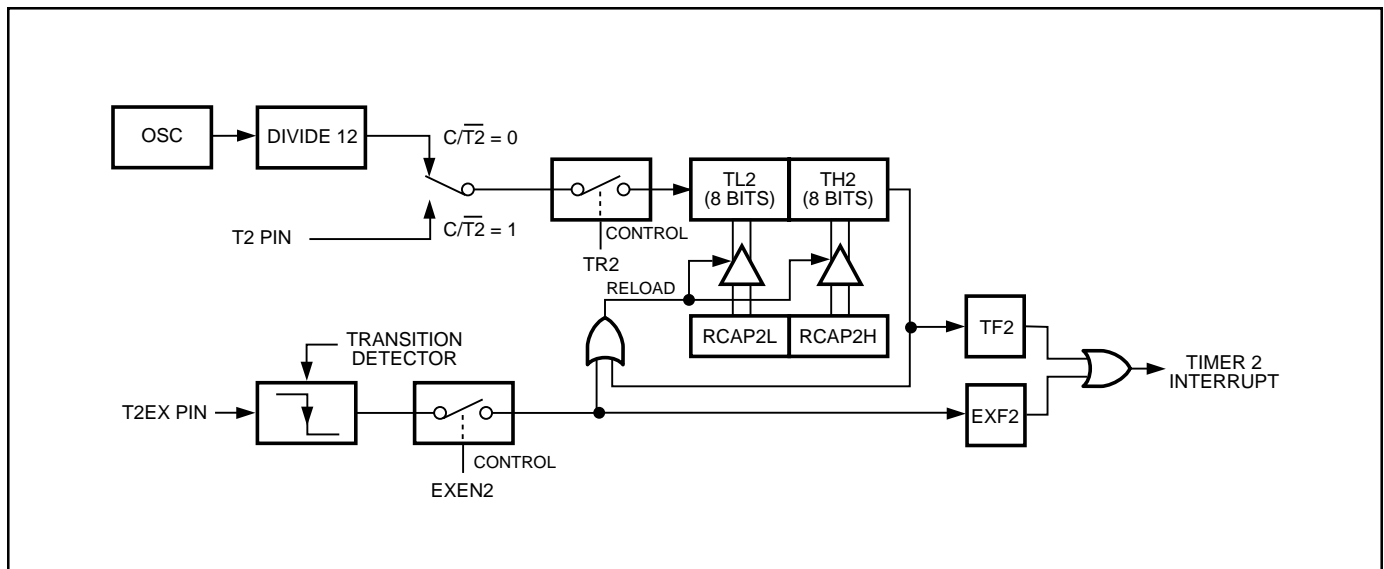 OSC
DIVIDE 12
C/T2 = 0
TL2
(8 BITS)
TH2
(8 BITS)
T2 PIN
C/T2 = 1
CONTROL
TR2
RELOAD
RCAP2L
RCAP2H
TF2
TRANSITION
DETECTOR
TIMER 2
INTERRUPT
T2EX PIN
EXF2
CONTROL
EXEN2